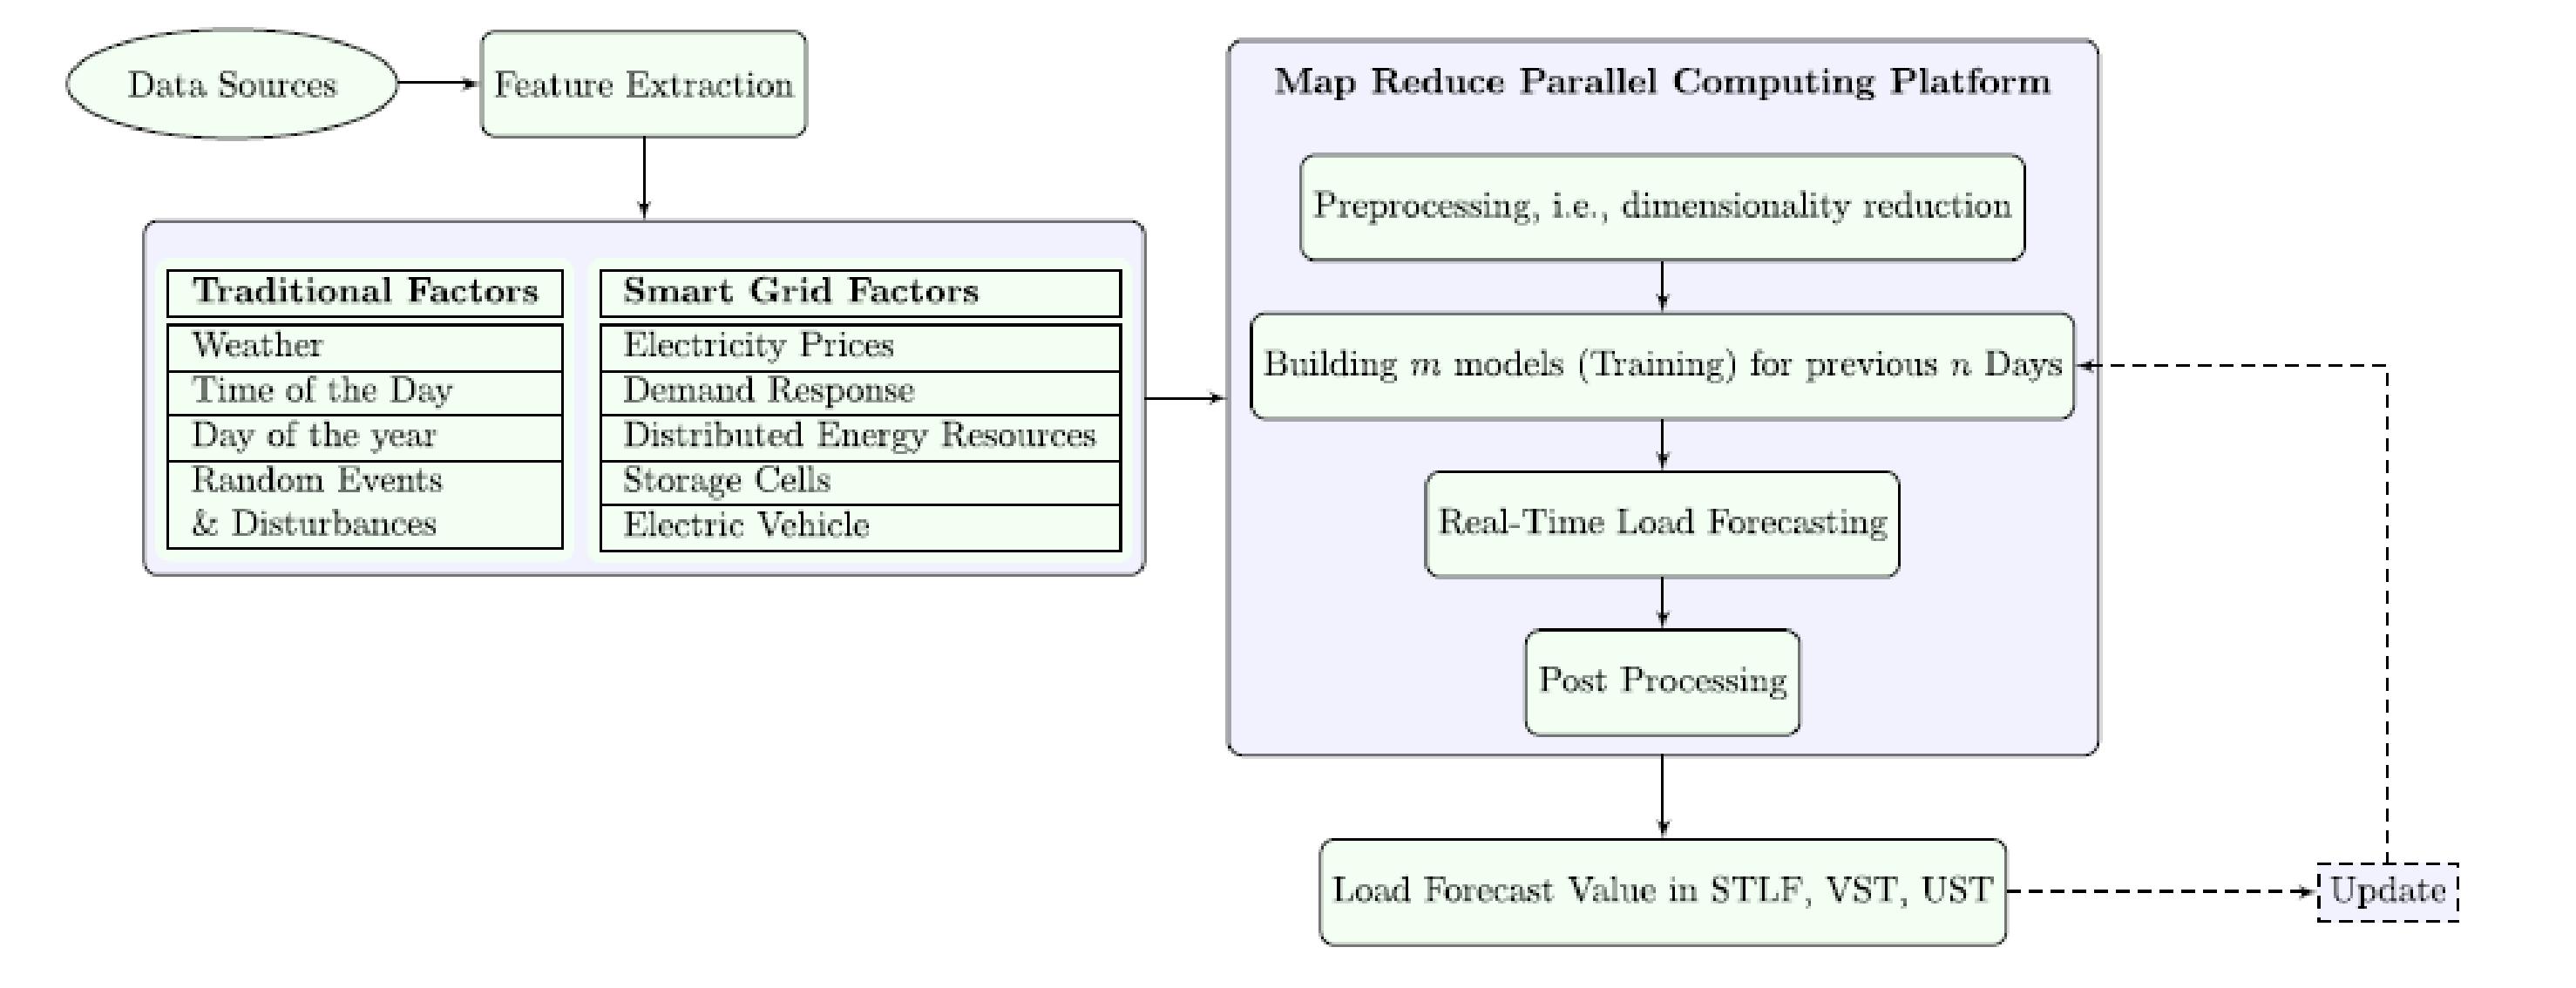 Data Sources
Feature Extraction
Traditional Factors
Weather
Time of the Day
Day of the year
Random Events
& Disturbances
Smart Grid Factors
Electricity Prices
Demand Response
Distributed Energy Resources
Storage Cells
Electric Vehicle
Map Reduce Parallel Computing Platform
Preprocessing, i.e., dimensionality reduction
Building m models (Training) for previous n Days
Real-Time Load Forecasting
Post Processing
Load Forecast Value in STLF, VST, UST
Update